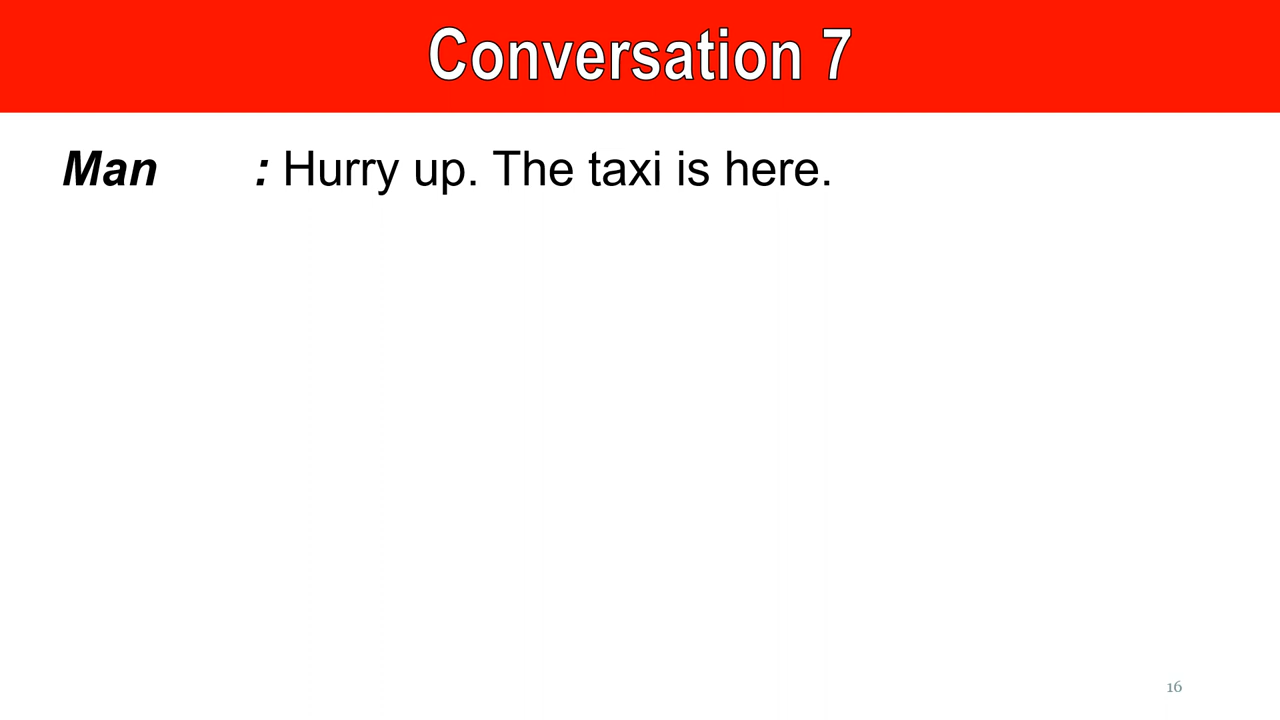 Conversation 7
Man : Hurry up. The taxi is here.
16